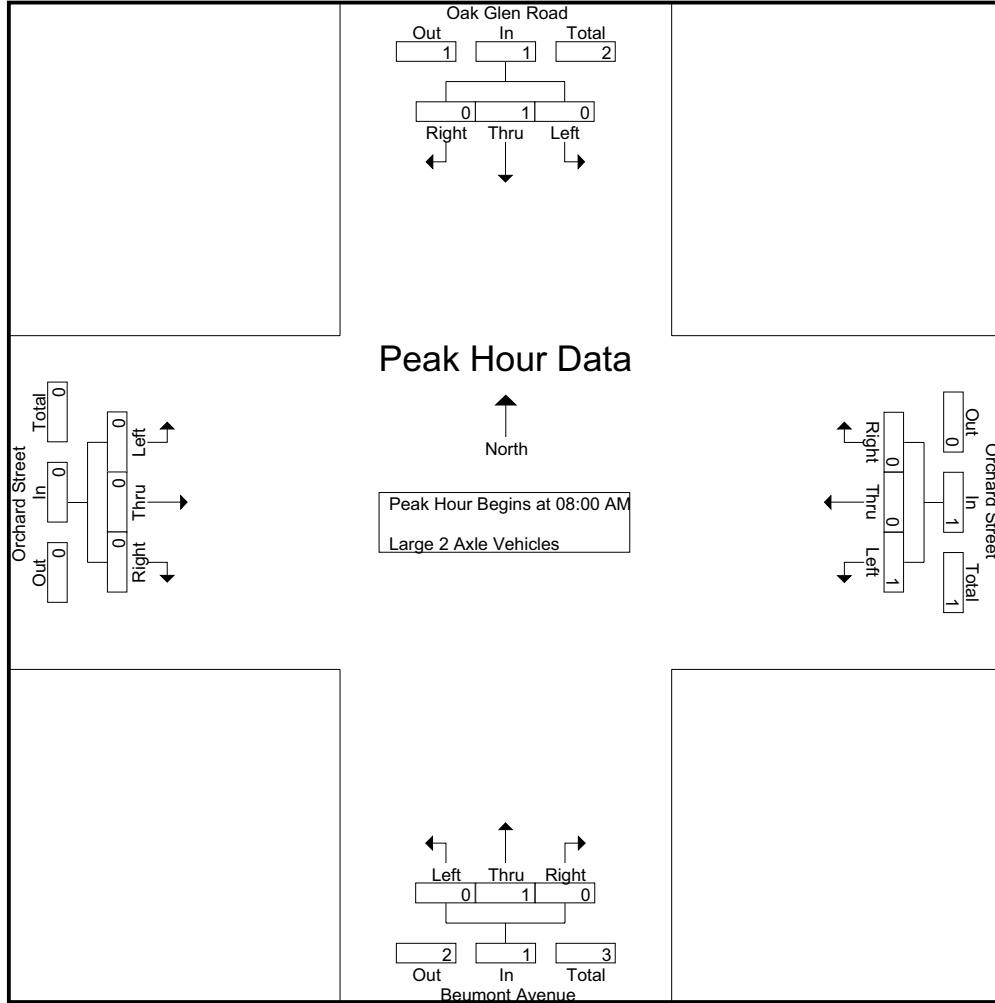 Oak Glen Road
Out In Total
1 1 2
0 1 0
Right Thru Left
Peak Hour Data
North
Peak Hour Begins at 08:00 AM
Large 2 Axle Vehicles
Orchard Street
Total In Out
0 0 0
0 0 0
Left Thru Right
Right Thru Left
0 0 1
Out In Total
0 1 1
Orchard Street
Left Thru Right
0 1 0
2 1 3
Out In Total
Beumont Avenue